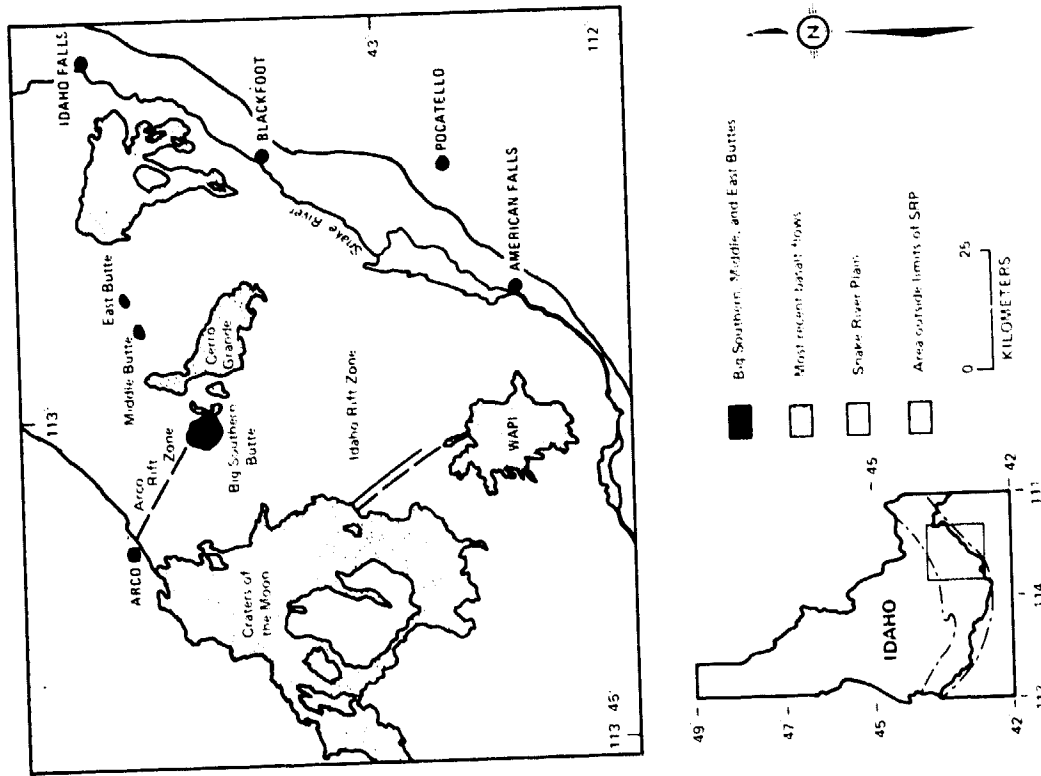 IDAHO FALLS
43
112
BLACKFOOT
POCATELLO
Snake River
AMERICAN FALLS
East Butte
Middle Butte
Cerro
Grande
113
Arco
Rift
Zone
Big Southern
Butte
Idaho Rift Zone
ARCO
WAPI
Craters of
the Moon
113 45
N
Big Southern, Middle, and East Buttes
Most recent basalt flows
Snake River Plain
Area outside limits of SRP
0
25
KILOMETERS
49
47
45
42
45
42
IDAHO
111
114